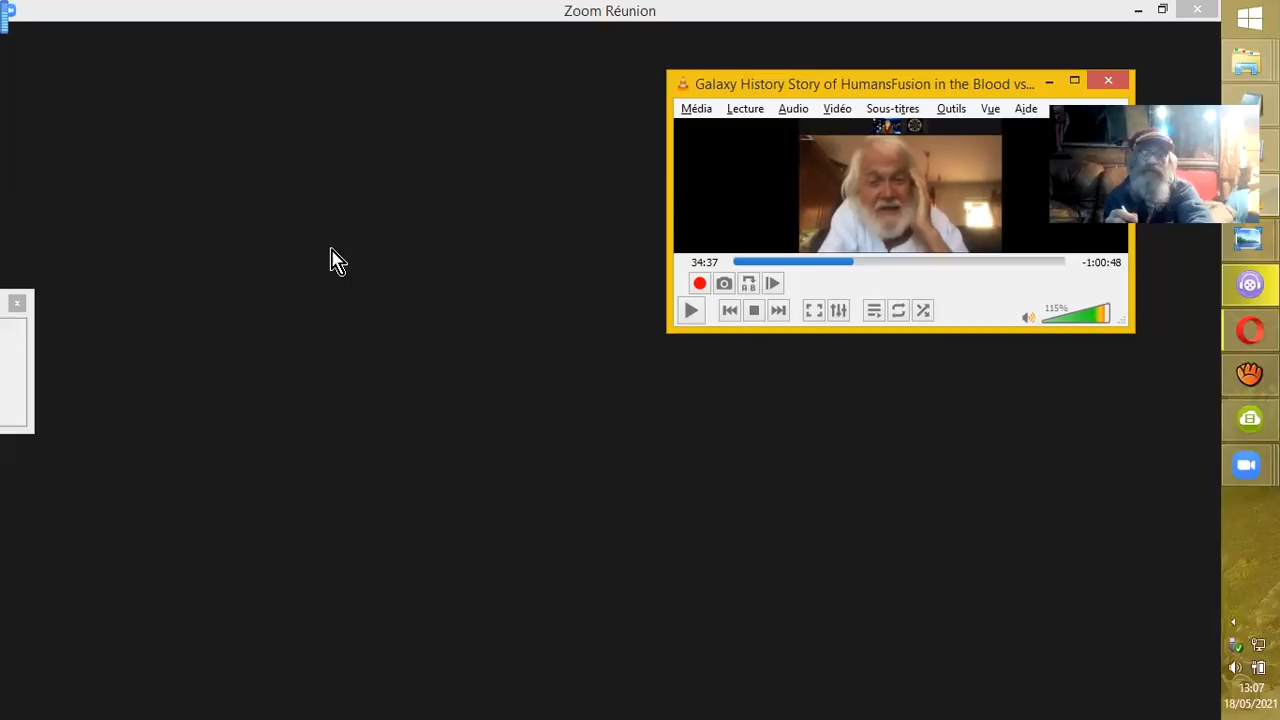 Zoom Réunion
Galaxy History Story of HumansFusion in the Blood vs...
Média Lecture Audio Vidéo Sous-titres Outils Vue Aide
34:37
-1:00:48
A B
115%
13:07
18/05/2021